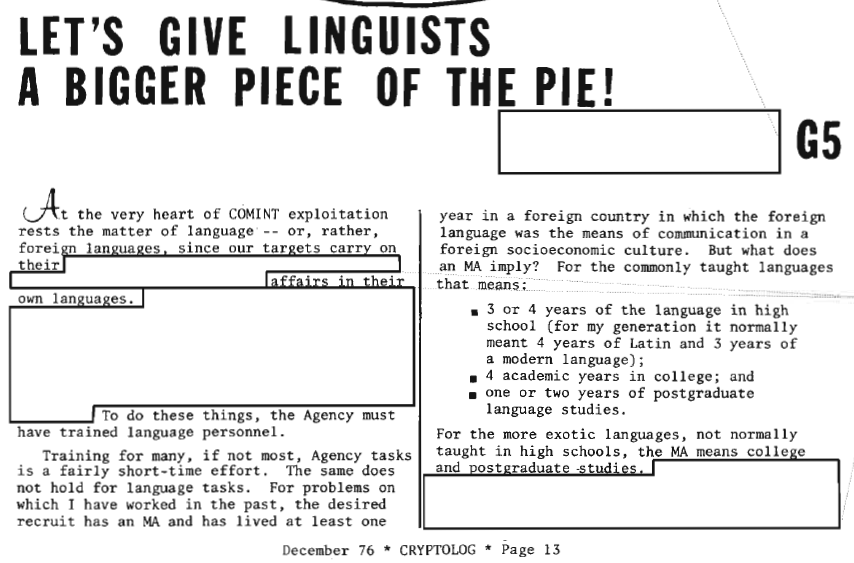 LET'S GIVE LINGUISTS
A BIGGER PIECE OF THE PIE!
G5
At the very heart of COMINT exploitation
rests the matter of language -- or, rather,
foreign languages, since our targets carry on
their
affairs in their
own languages.
To do these things, the Agency must
have trained language personnel.
Training for many, if not most, Agency tasks
is a fairly short-time effort. The same does
not hold for language tasks. For problems on
which I have worked in the past, the desired
recruit has an MA and has lived at least one
year in a foreign country in which the foreign
language was the means of communication in a
foreign socioeconomic culture. But what does
an MA imply? For the commonly taught languages
that means:
■ 3 or 4 years of the language in high
school (for my generation it normally
meant 4 years of Latin and 3 years of
a modern language);
■ 4 academic years in college; and
■ one or two years of postgraduate
language studies.
For the more exotic languages, not normally
taught in high schools, the MA means college
and postgraduate studies.
December 76 * CRYPTOLOG * Page 13